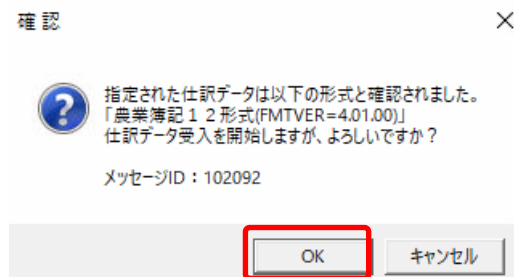 確認
指定された仕訳データは以下の形式と確認されました。
「農業簿記１２形式(FMTVER=4.01.00)」
仕訳データ受入を開始しますが、よろしいですか？
メッセージID：102092
OK
キャンセル